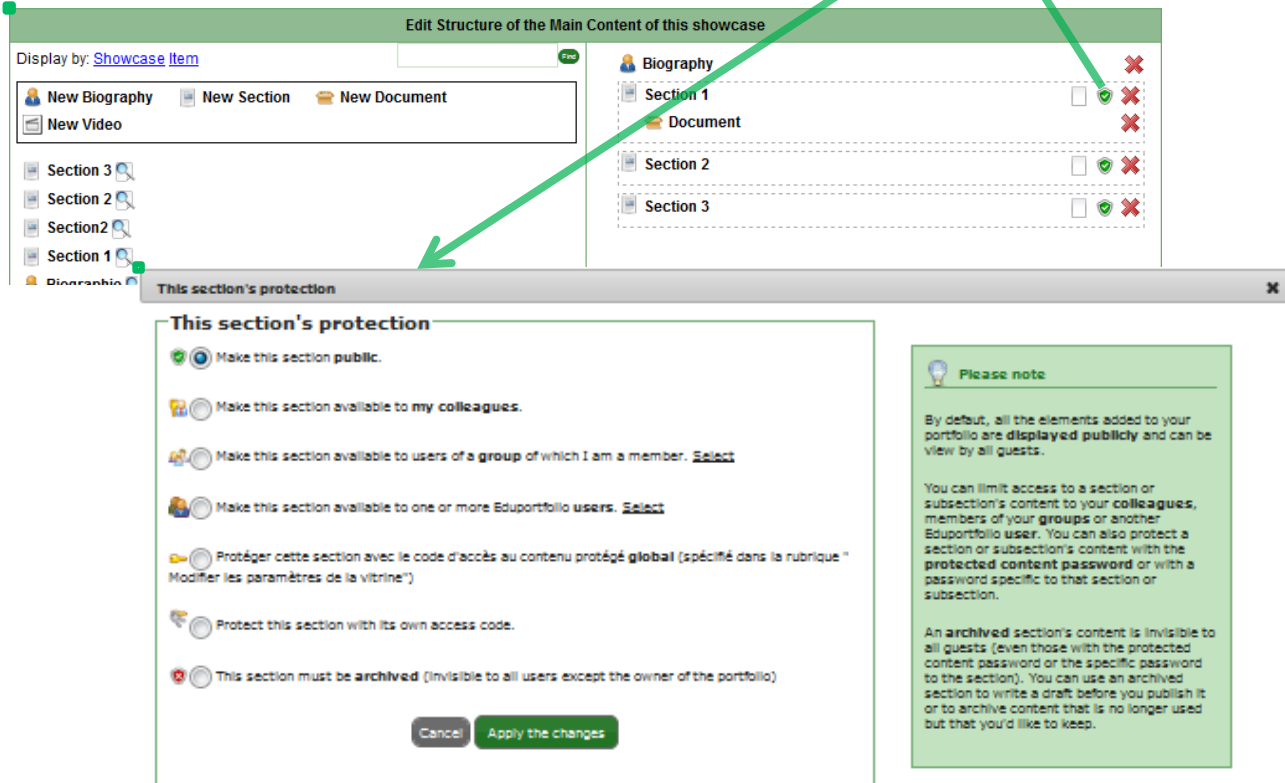 Edit Structure of the Main Content of this showcase
Display by: Showcase Item
Find
New Biography New Section New Document
New Video
Section 3
Section 2
Section2
Section 1
Biographie
Biography
Section 1
Document
Section 2
Section 3
This section's protection
This section's protection
Make this section public.
Make this section available to my colleagues.
Make this section available to users of a group of which I am a member. Select
Make this section available to one or more Eduportfolio users. Select
Protéger cette section avec le code d'accès au contenu protégé global (spécifié dans la rubrique "
Modifier les paramètres de la vitrine")
Protect this section with its own access code.
This section must be archived (invisible to all users except the owner of the portfolio)
Cancel Apply the changes
Please note
By defaut, all the elements added to your
portfolio are displayed publicly and can be
view by all guests.
You can limit access to a section or
subsection's content to your colleagues,
members of your groups or another
Eduportfolio user. You can also protect a
section or subsection's content with the
protected content password or with a
password specific to that section or
subsection.
An archived section's content is invisible to
all guests (even those with the protected
content password or the specific password
to the section). You can use an archived
section to write a draft before you publish it
or to archive content that is no longer used
but that you'd like to keep.